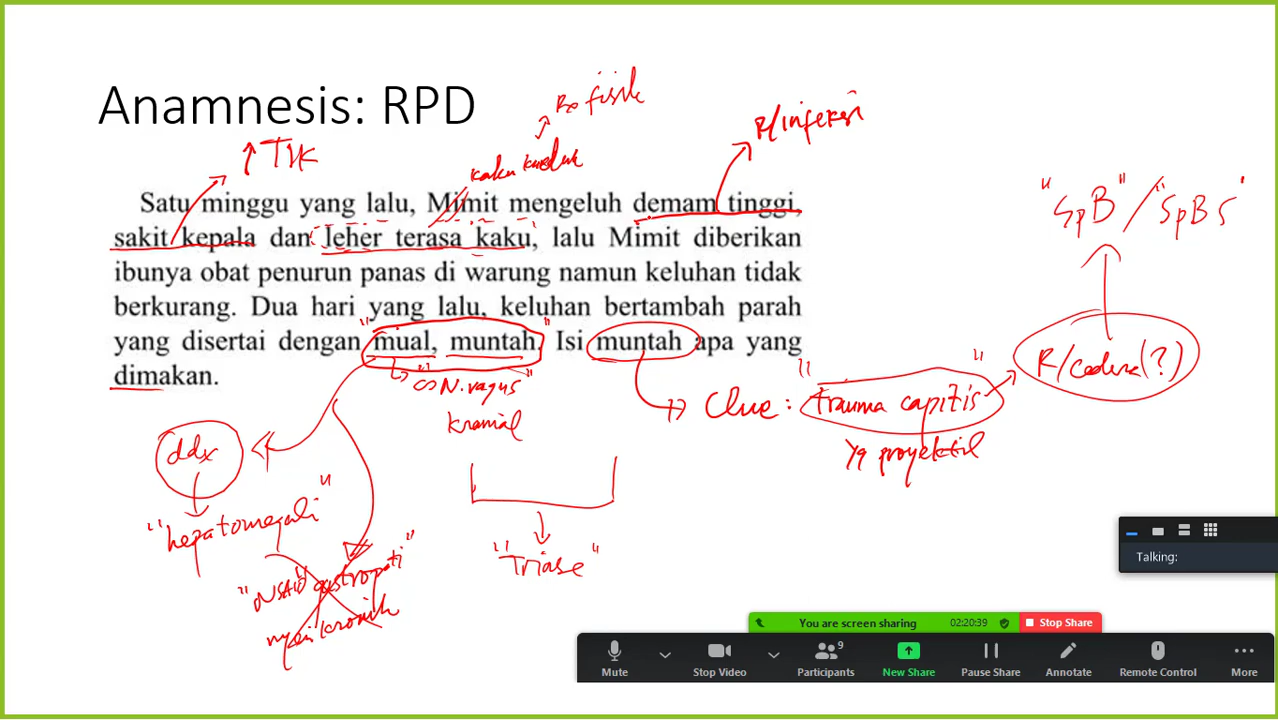 Anamnesis: RPD
↑ TIK
kaku kuduk
Px fisik
R/infeksi
"SpB" / "SpBS"
Satu minggu yang lalu, Mimit mengeluh demam tinggi,
sakit kepala dan leher terasa kaku, lalu Mimit diberikan
ibunya obat penurun panas di warung namun keluhan tidak
berkurang. Dua hari yang lalu, keluhan bertambah parah
yang disertai dengan mual, muntah. Isi muntah apa yang
dimakan.
N. vagus"
kranial
Clue: "trauma capitis"
yg proyektil
R/cedera(?)
ddx
"hepatomegali"
"NSAID gastropati"
nyeri kronik
"Triase"
Talking:
You are screen sharing
02:20:39
Stop Share
Mute
Stop Video
9
Participants
New Share
Pause Share
Annotate
Remote Control
More